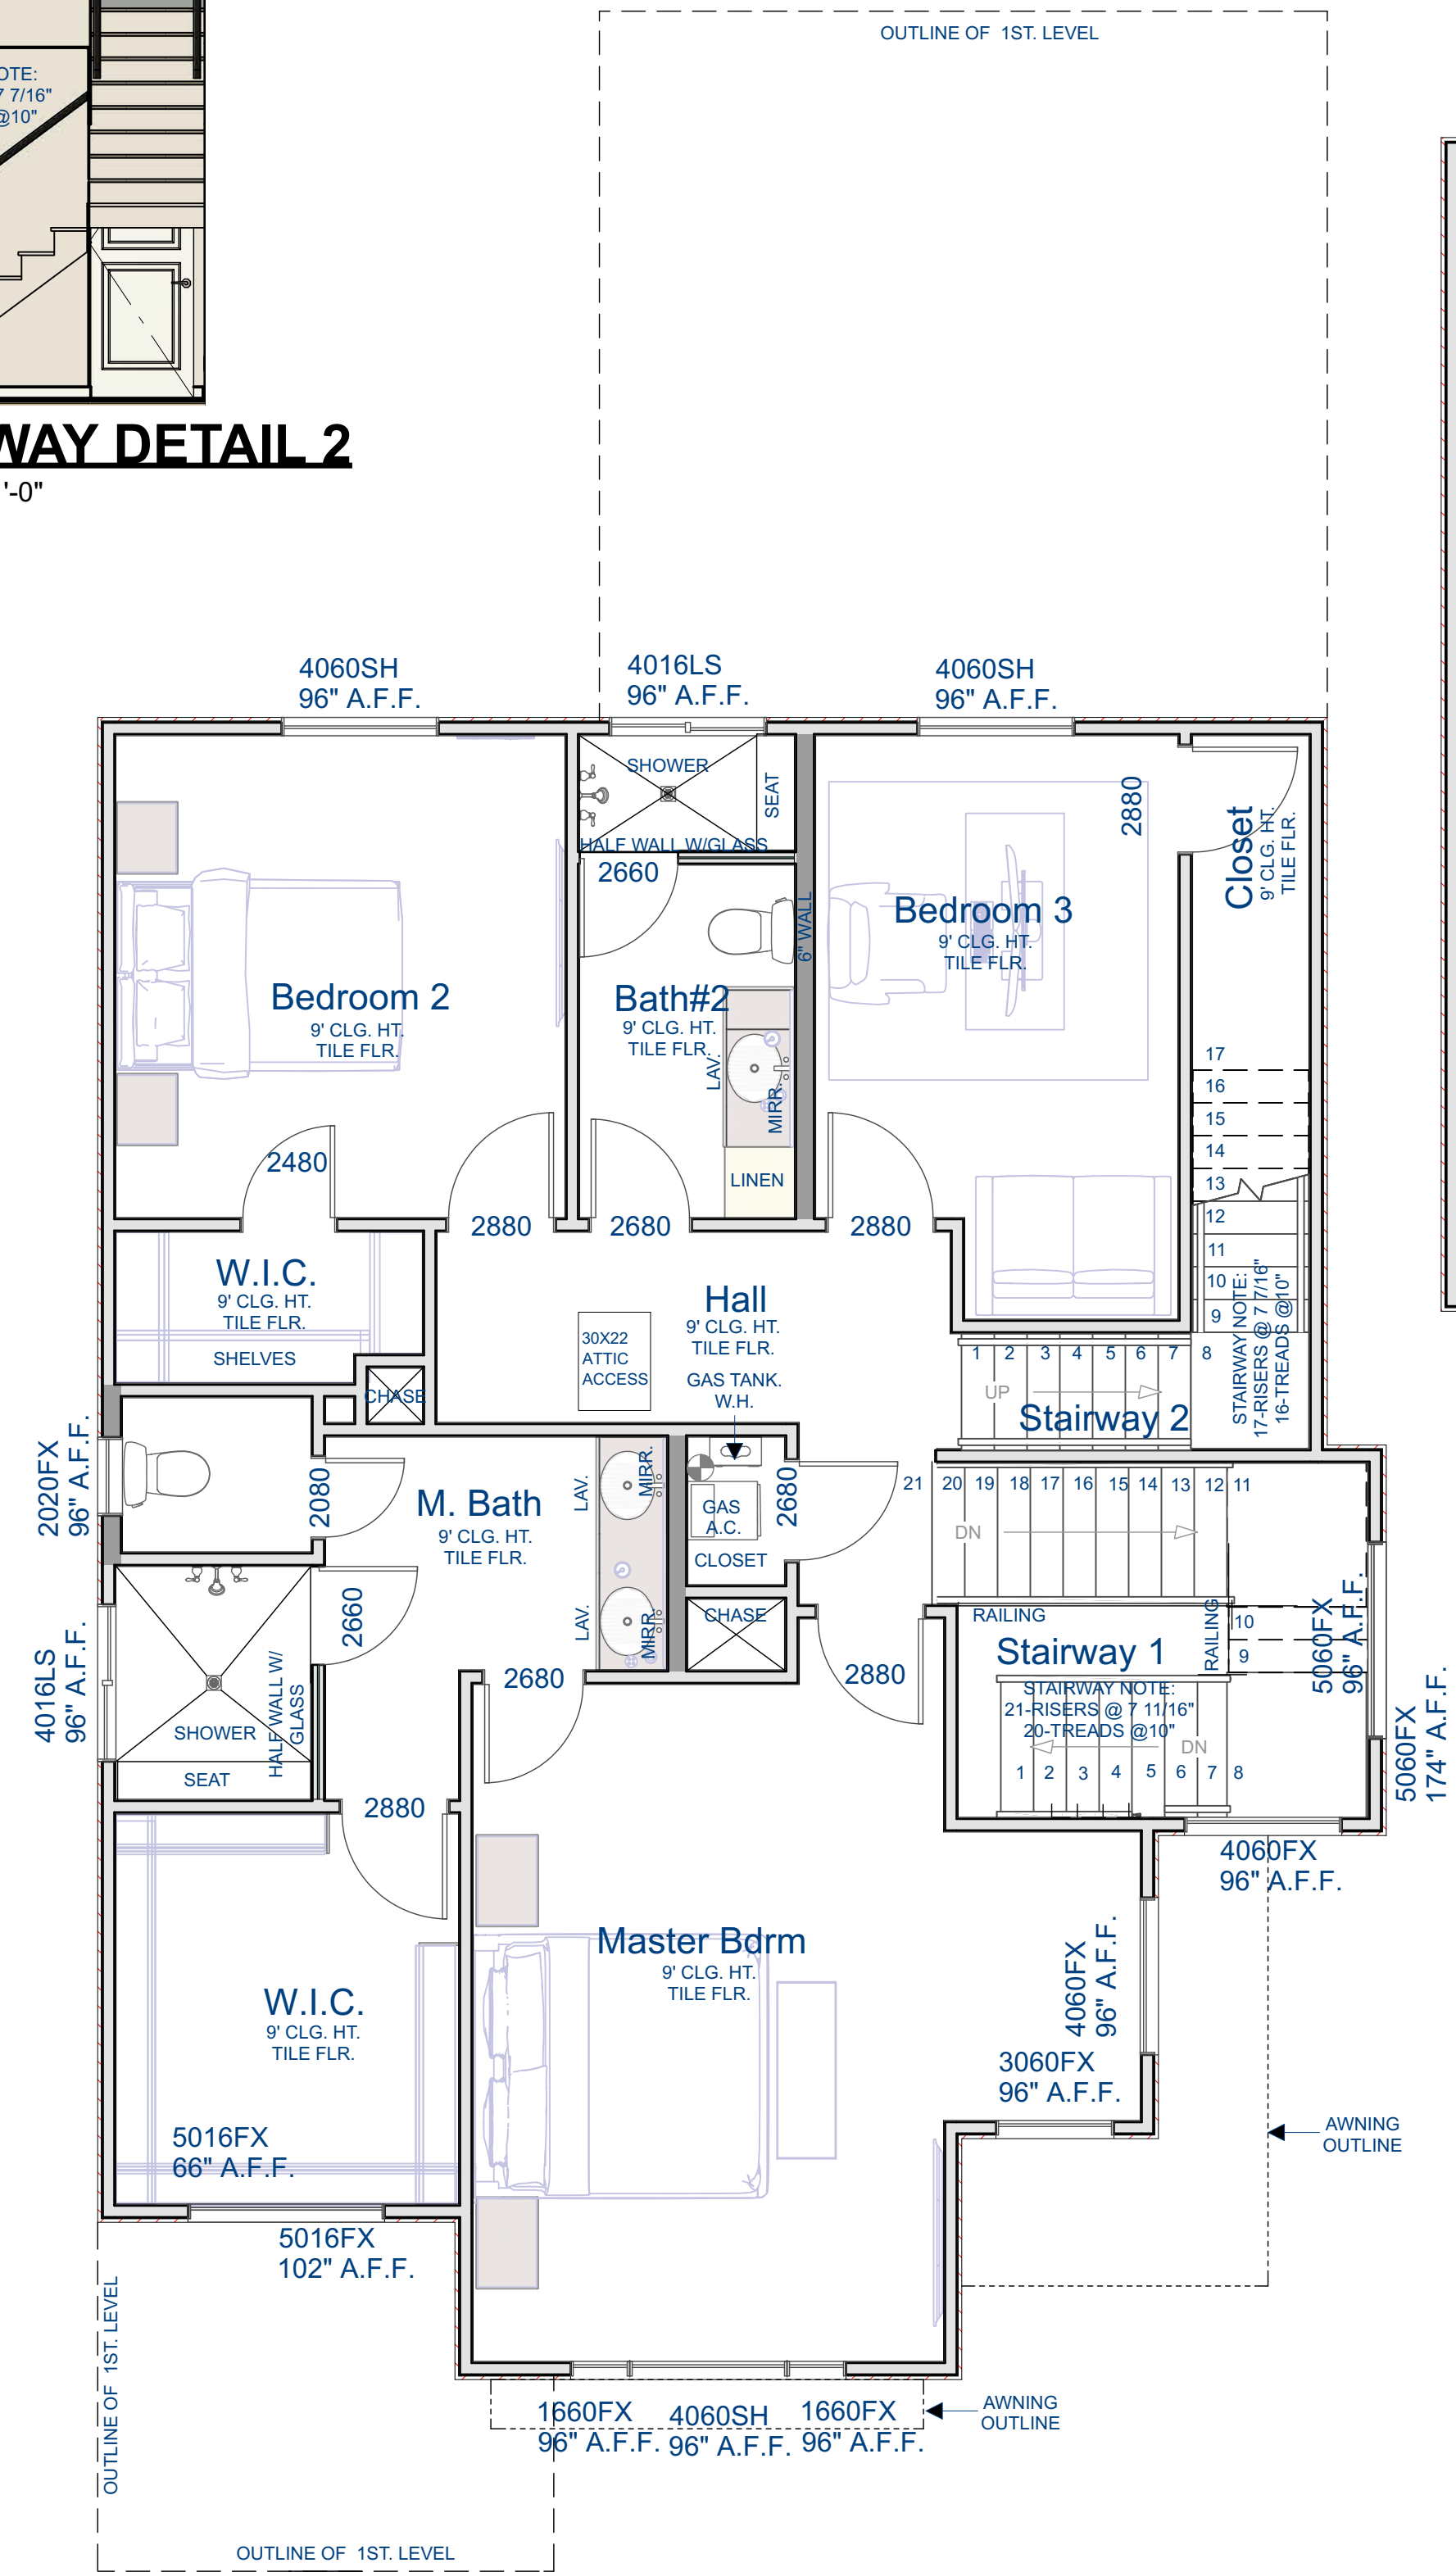 OUTLINE OF 1ST. LEVEL
OTE:
7 7/16"
@10"
WAY DETAIL 2
'-0"
4060SH
96" A.F.F.
4016LS
96" A.F.F.
4060SH
96" A.F.F.
SHOWER
SEAT
HALF WALL W/GLASS
2660
2880
Closet
9' CLG. HT.
TILE FLR.
6" WALL
Bedroom 3
9' CLG. HT.
TILE FLR.
Bedroom 2
9' CLG. HT.
TILE FLR.
Bath#2
9' CLG. HT.
TILE FLR.
LAV.
MIRR.
LINEN
17
16
15
14
13
12
11
10
9
2480
2880
2680
2880
W.I.C.
9' CLG. HT.
TILE FLR.
SHELVES
CHASE
Hall
9' CLG. HT.
TILE FLR.
30X22
ATTIC
ACCESS
GAS TANK.
W.H.
STAIRWAY NOTE:
17-RISERS @ 7 7/16"
16-TREADS @10"
1 2 3 4 5 6 7 8
UP
Stairway 2
2020FX
96" A.F.F.
2080
M. Bath
9' CLG. HT.
TILE FLR.
LAV.
MIRR.
GAS
A.C.
CLOSET
2680
21 20 19 18 17 16 15 14 13 12 11
DN
4016LS
96" A.F.F.
2660
LAV.
MIRR.
CHASE
RAILING
RAILING
10
9
5060FX
96" A.F.F.
5060FX
174" A.F.F.
Stairway 1
STAIRWAY NOTE:
21-RISERS @ 7 11/16"
20-TREADS @10"
DN
1 2 3 4 5 6 7 8
SHOWER
HALF WALL W/
GLASS
SEAT
2680
2880
2880
4060FX
96" A.F.F.
Master Bdrm
9' CLG. HT.
TILE FLR.
W.I.C.
9' CLG. HT.
TILE FLR.
4060FX
96" A.F.F.
3060FX
96" A.F.F.
AWNING
OUTLINE
5016FX
66" A.F.F.
5016FX
102" A.F.F.
OUTLINE OF 1ST. LEVEL
1660FX
96" A.F.F.
4060SH
96" A.F.F.
1660FX
96" A.F.F.
AWNING
OUTLINE
OUTLINE OF 1ST. LEVEL